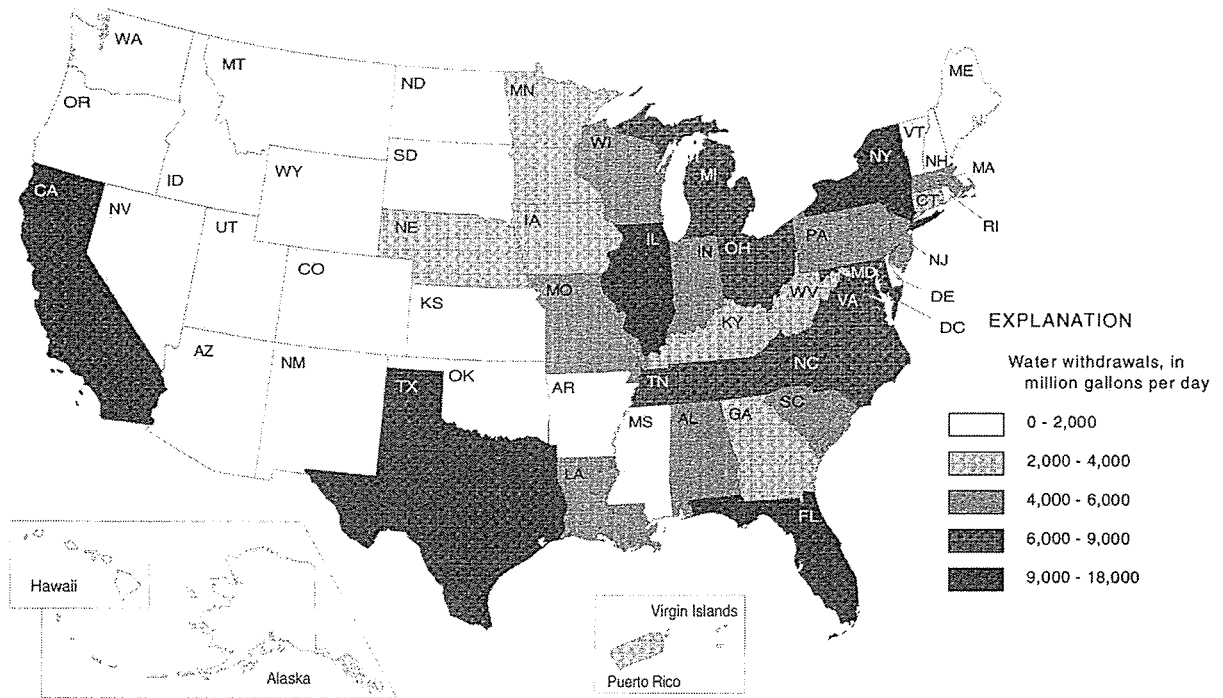 WA
MT
ND
MN
ME
OR
ID
WY
SD
WI
MI
NY
VT
NH
MA
CT
RI
CA
NV
UT
NE
IA
IL
IN
OH
PA
NJ
CO
KS
MO
KY
WV
MD
VA
DE
DC
AZ
NM
TX
OK
AR
TN
NC
MS
AL
GA
SC
LA
FL
EXPLANATION
Water withdrawals, in
million gallons per day
0 - 2,000
2,000 - 4,000
4,000 - 6,000
6,000 - 9,000
9,000 - 18,000
Hawaii
Alaska
Virgin Islands
Puerto Rico